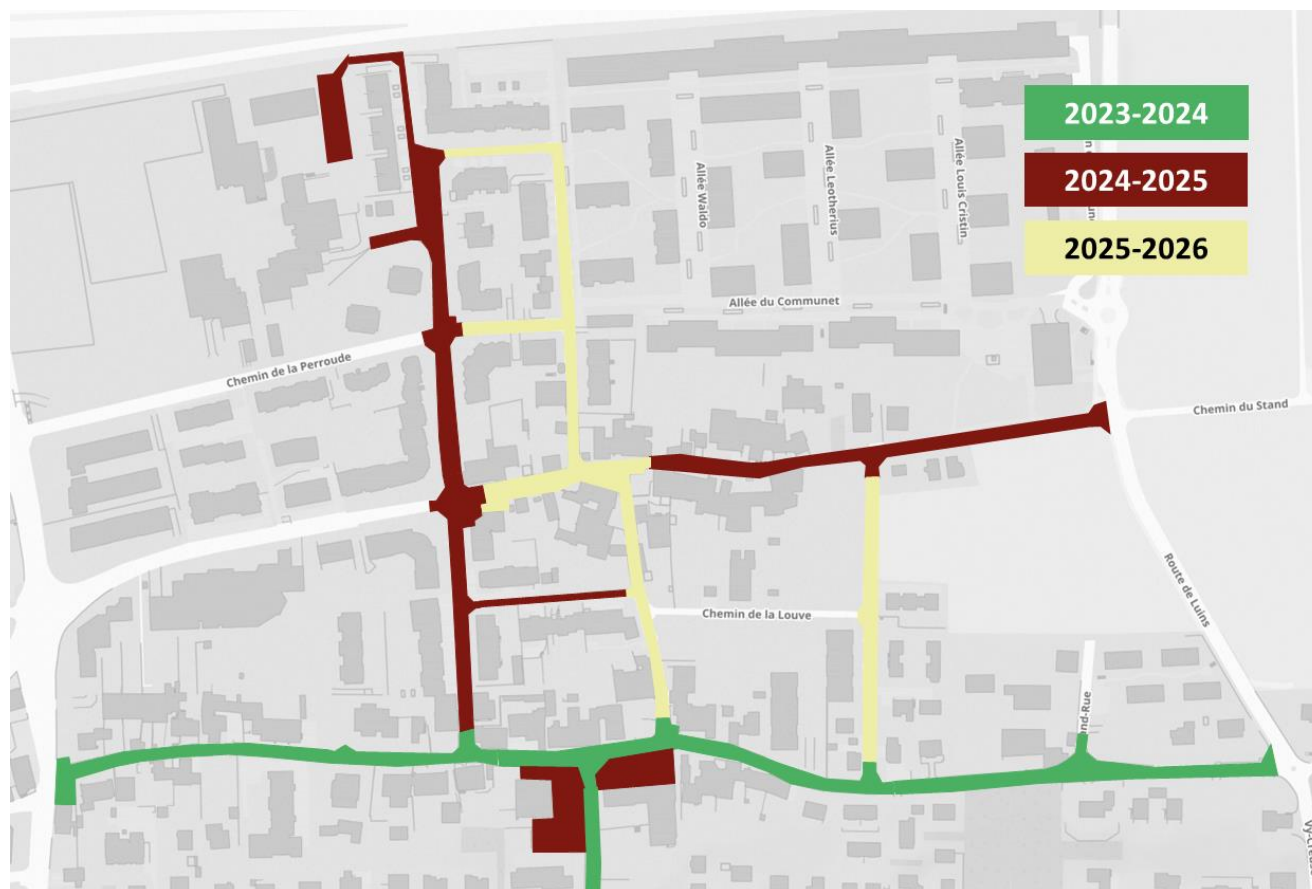 2023-2024
2024-2025
2025-2026
Allée Waldo
Allée Leotherius
Allée Louis Cristin
Allée du Communet
Chemin de la Perroude
Chemin du Stand
Route de Luins
Chemin de la Louve